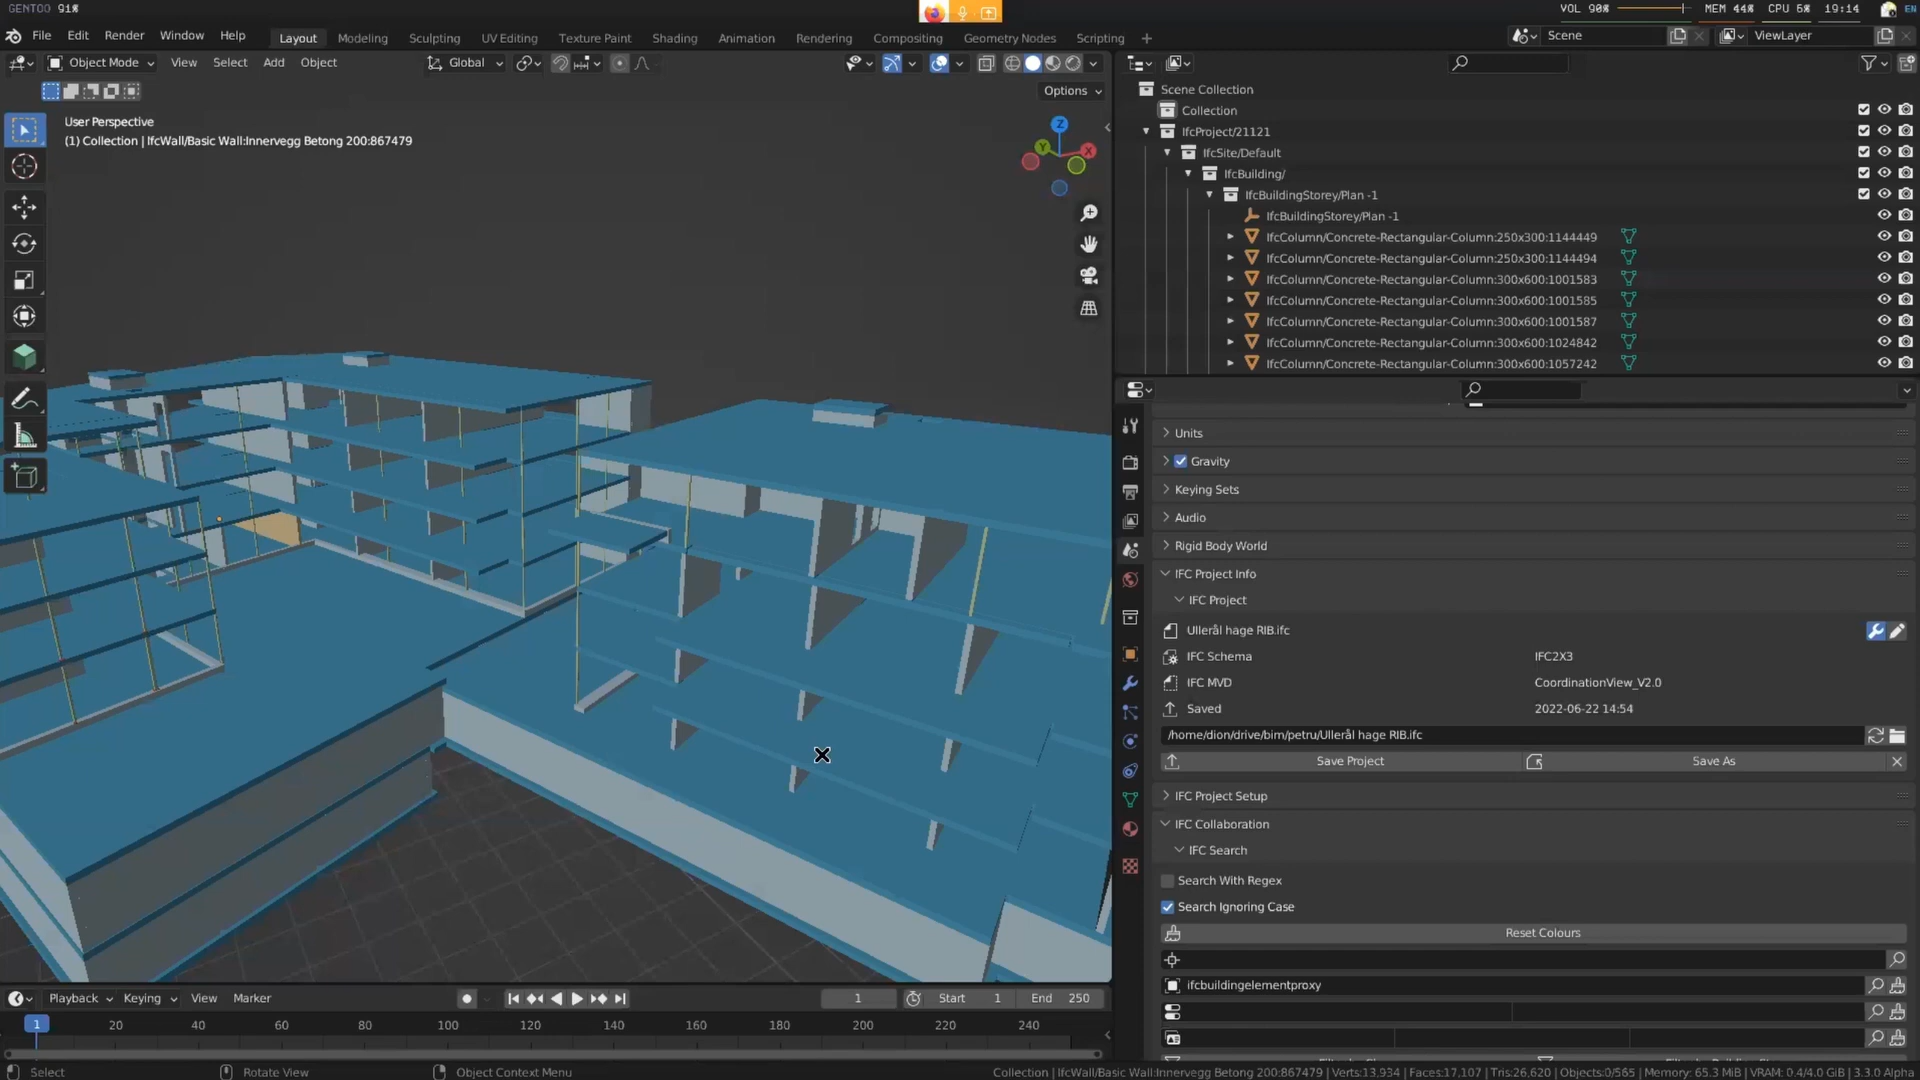 GENTOO 91%
VOL 90%
MEM 44%
CPU 5%
19:14
EN
File Edit Render Window Help
Layout Modeling Sculpting UV Editing Texture Paint Shading Animation Rendering Compositing Geometry Nodes Scripting +
Scene
ViewLayer
Object Mode View Select Add Object
Global
Options
User Perspective
(1) Collection | IfcWall/Basic Wall:Innervegg Betong 200:867479
Z
Y
X
Scene Collection
Collection
IfcProject/21121
IfcSite/Default
IfcBuilding/
IfcBuildingStorey/Plan -1
IfcBuildingStorey/Plan -1
IfcColumn/Concrete-Rectangular-Column:250x300:1144449
IfcColumn/Concrete-Rectangular-Column:250x300:1144494
IfcColumn/Concrete-Rectangular-Column:300x600:1001583
IfcColumn/Concrete-Rectangular-Column:300x600:1001585
IfcColumn/Concrete-Rectangular-Column:300x600:1001587
IfcColumn/Concrete-Rectangular-Column:300x600:1024842
IfcColumn/Concrete-Rectangular-Column:300x600:1057242
Units
Gravity
Keying Sets
Audio
Rigid Body World
IFC Project Info
IFC Project
Ullerål hage RIB.ifc
IFC Schema IFC2X3
IFC MVD CoordinationView_V2.0
Saved 2022-06-22 14:54
/home/dion/drive/bim/petru/Ullerål hage RIB.ifc
Save Project Save As
IFC Project Setup
IFC Collaboration
IFC Search
Search With Regex
Search Ignoring Case
Reset Colours
ifcbuildingelementproxy
Playback Keying View Marker
1 Start 1 End 250
1 20 40 60 80 100 120 140 160 180 200 220 240
Select Rotate View Object Context Menu
Collection | IfcWall/Basic Wall:Innervegg Betong 200:867479 | Verts:13,934 | Faces:17,107 | Tris:26,620 | Objects:0/565 | Memory: 65.3 MiB | VRAM: 0.4/4.0 GiB | 3.3.0 Alpha